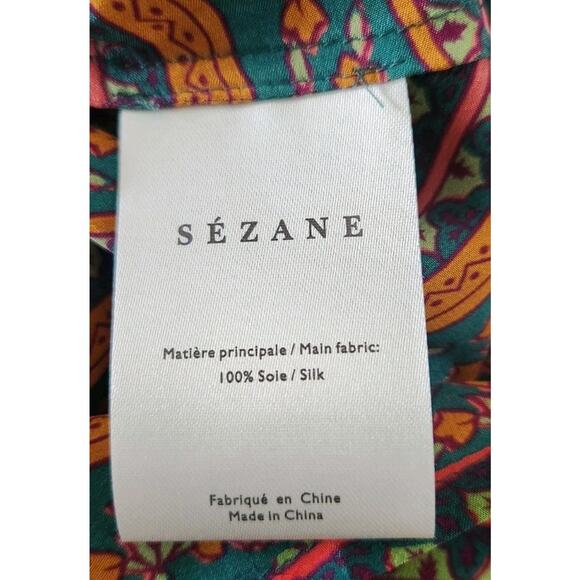 SÉZANE
Matière principale / Main fabric:
100% Soie / Silk
Fabriqué en Chine
Made in China